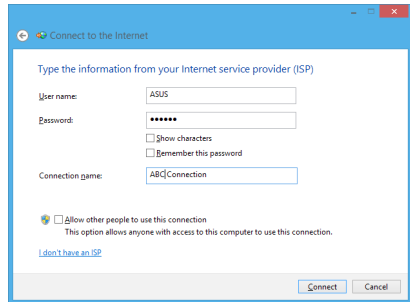 Connect to the Internet
Type the information from your Internet service provider (ISP)
User name: ASUS
Password: ••••••
Show characters
Remember this password
Connection name: ABC Connection
Allow other people to use this connection
This option allows anyone with access to this computer to use this connection.
I don't have an ISP
Connect Cancel